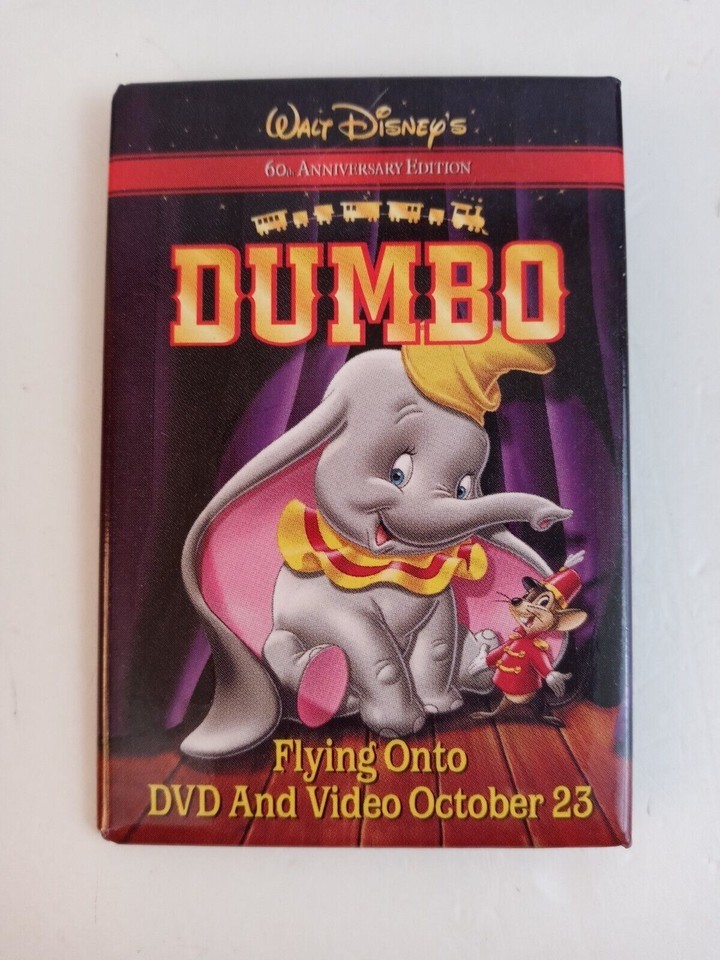 WALT DISNEY'S
60th ANNIVERSARY EDITION
DUMBO
Flying Onto
DVD And Video October 23